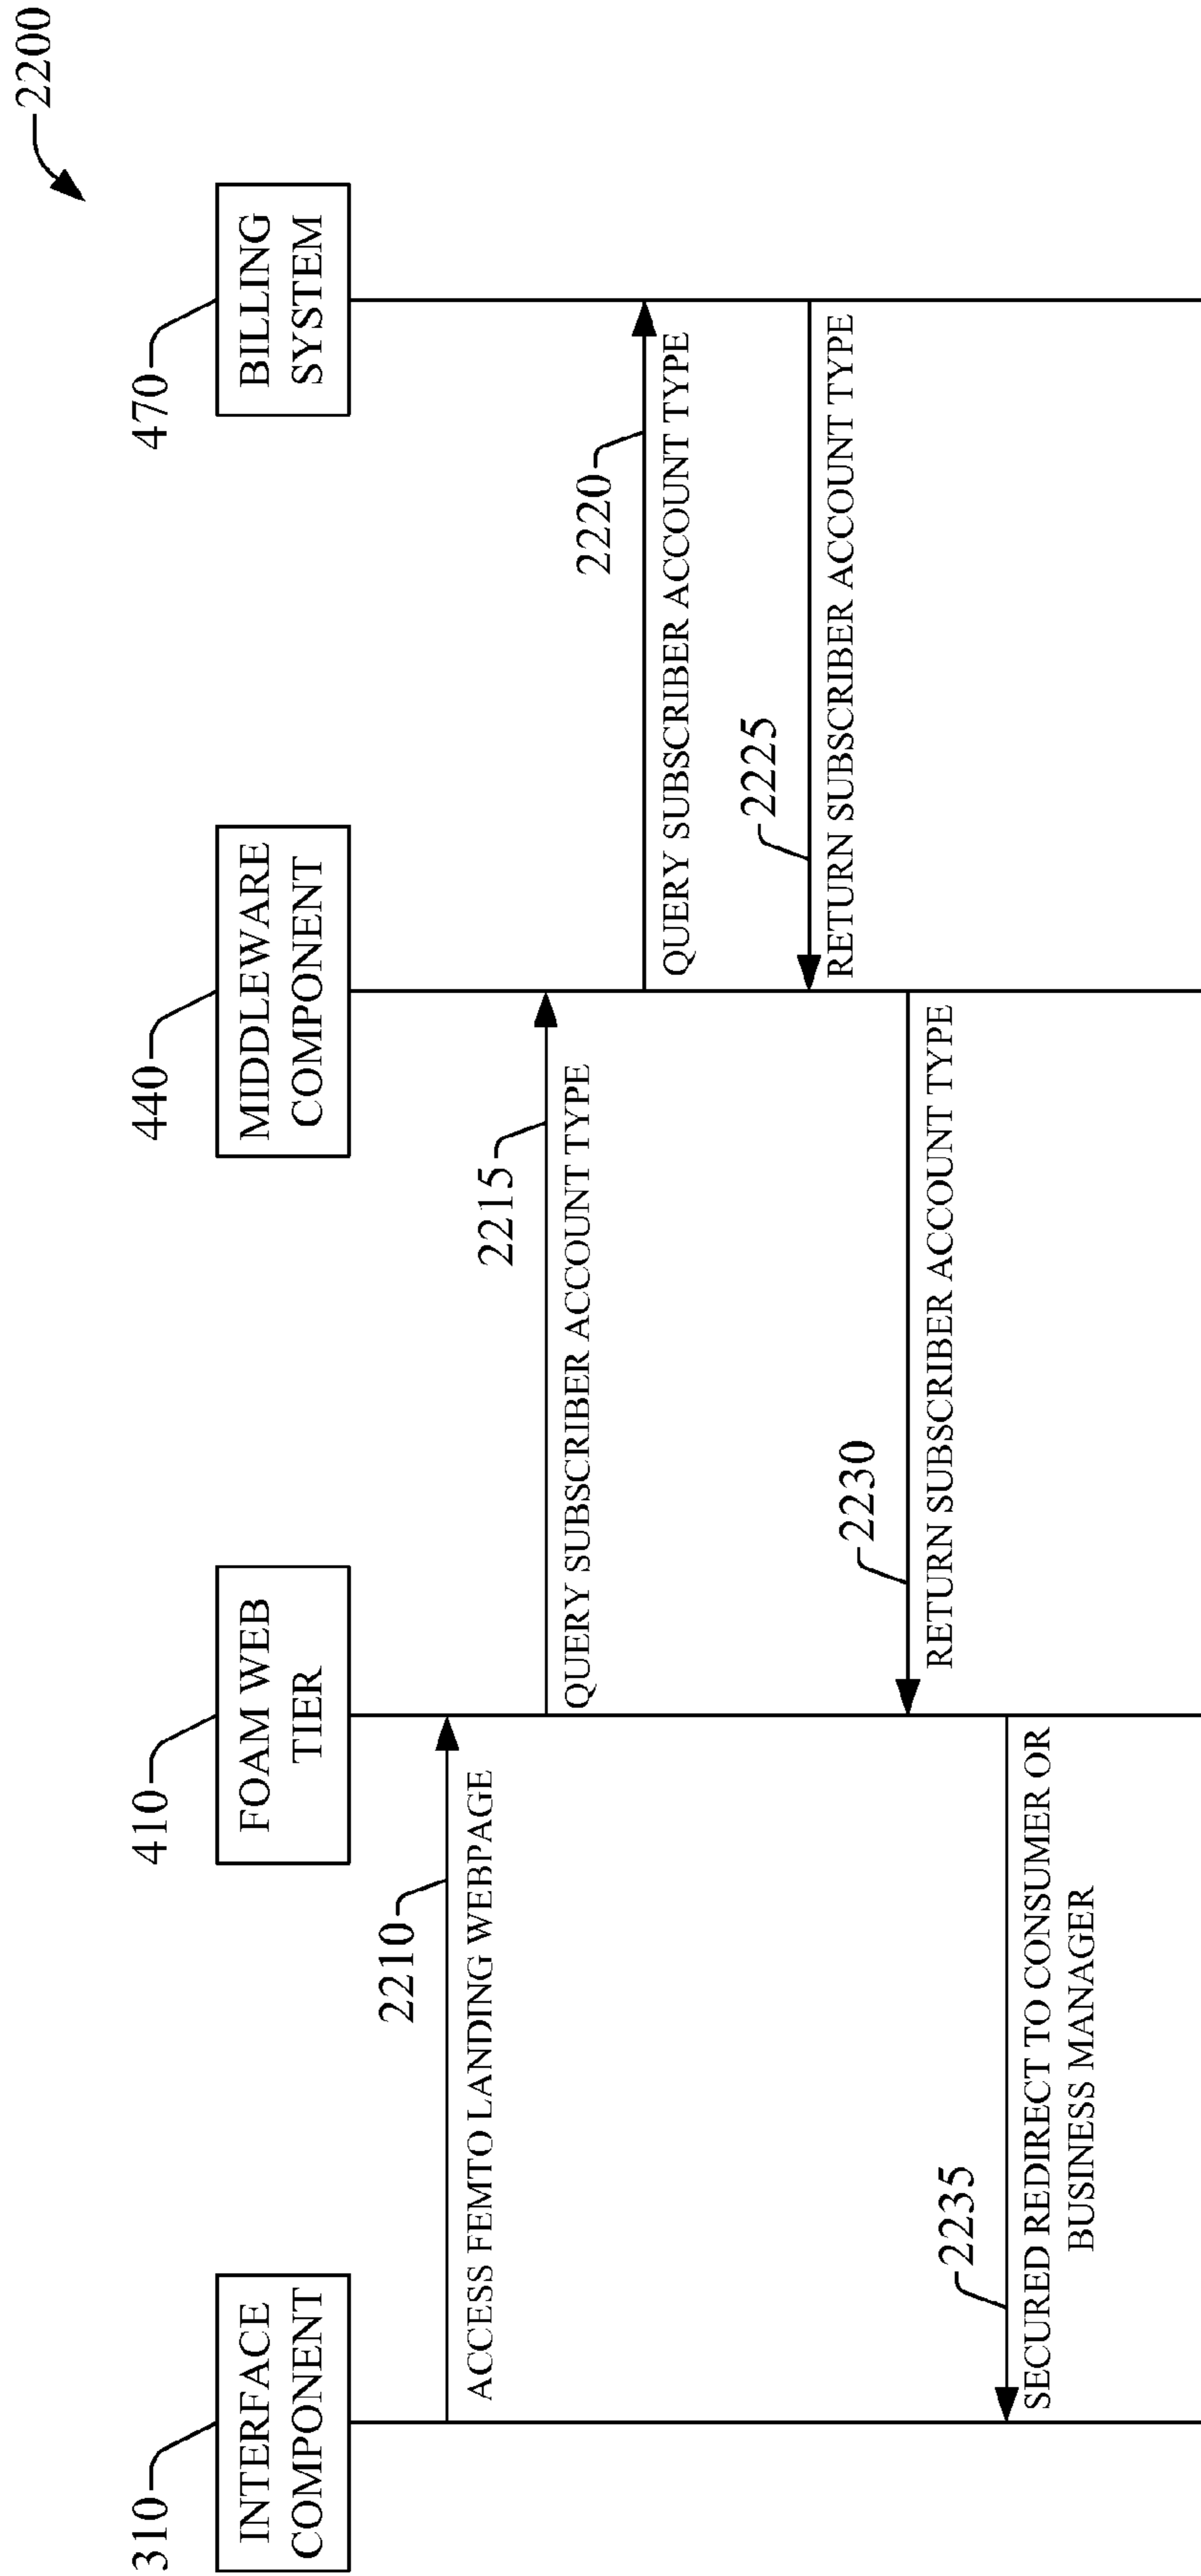 2200
310
INTERFACE
COMPONENT
410
FOAM WEB
TIER
440
MIDDLEWARE
COMPONENT
470
BILLING
SYSTEM
2210
ACCESS FEMTO LANDING WEBPAGE
2215
QUERY SUBSCRIBER ACCOUNT TYPE
2220
QUERY SUBSCRIBER ACCOUNT TYPE
2225
RETURN SUBSCRIBER ACCOUNT TYPE
2230
RETURN SUBSCRIBER ACCOUNT TYPE
2235
SECURED REDIRECT TO CONSUMER OR
BUSINESS MANAGER